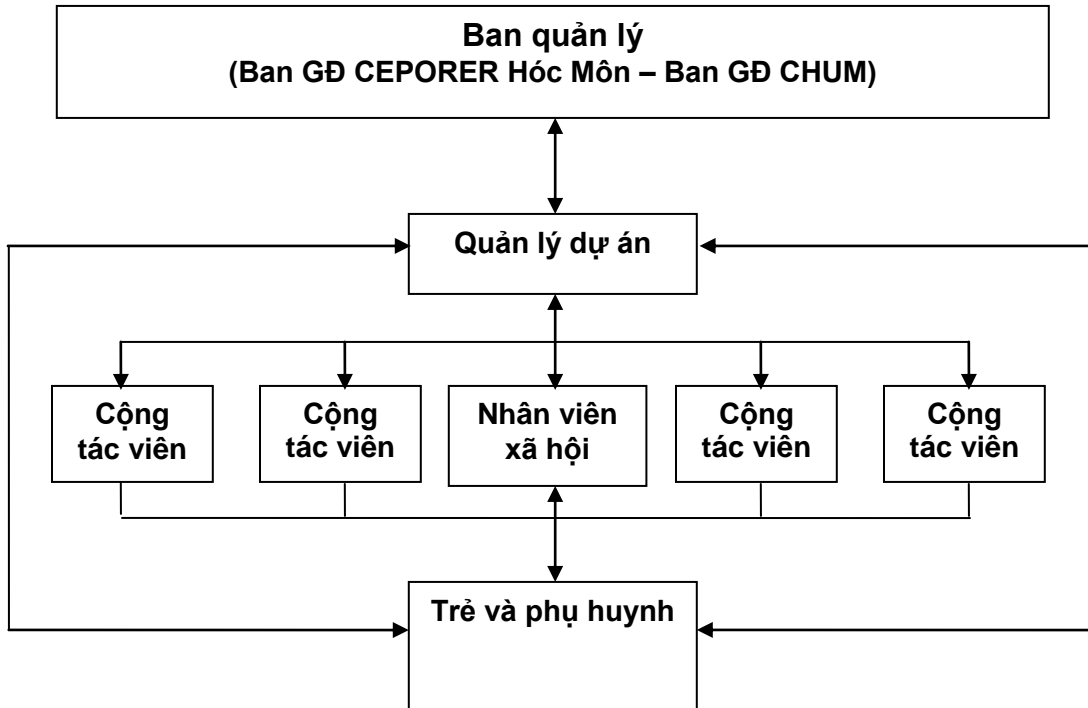 Ban quản lý
(Ban GĐ CEPORER Hóc Môn – Ban GĐ CHUM)
Quản lý dự án
Cộng
tác viên
Cộng
tác viên
Nhân viên
xã hội
Cộng
tác viên
Cộng
tác viên
Trẻ và phụ huynh